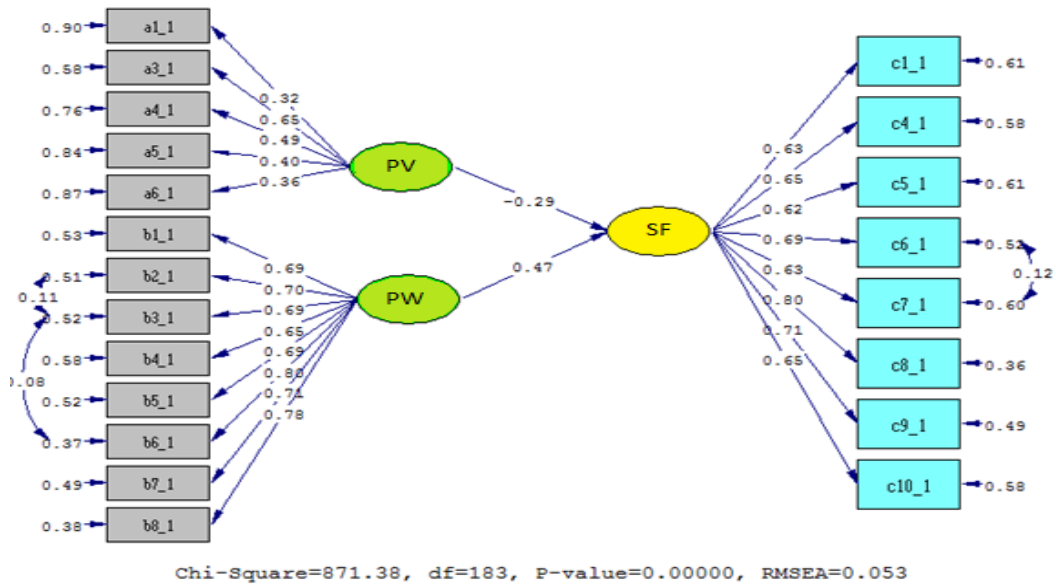 0.90 a1_1
0.58 a3_1
0.76 a4_1
0.84 a5_1
0.87 a6_1
0.53 b1_1
0.51 b2_1
0.11
0.52 b3_1
0.58 b4_1
0.08
0.52 b5_1
0.37 b6_1
0.49 b7_1
0.38 b8_1
0.32
0.65
0.49
0.40
0.36
PV
0.69
0.70
0.69
0.65
0.69
0.80
0.71
0.78
PW
-0.29
0.47
SF
0.63
0.65
0.62
0.69
0.63
0.80
0.71
0.65
c1_1 0.61
c4_1 0.58
c5_1 0.61
c6_1 0.52
0.12
c7_1 0.60
c8_1 0.36
c9_1 0.49
c10_1 0.58
Chi-Square=871.38, df=183, P-value=0.00000, RMSEA=0.053